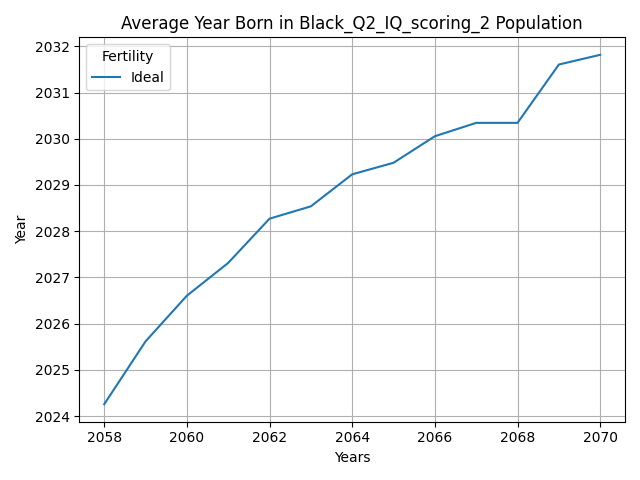 Average Year Born in Black_Q2_IQ_scoring_2 Population
Fertility
Ideal
2032
2031
2030
2029
2028
2027
2026
2025
2024
Year
2058 2060 2062 2064 2066 2068 2070
Years